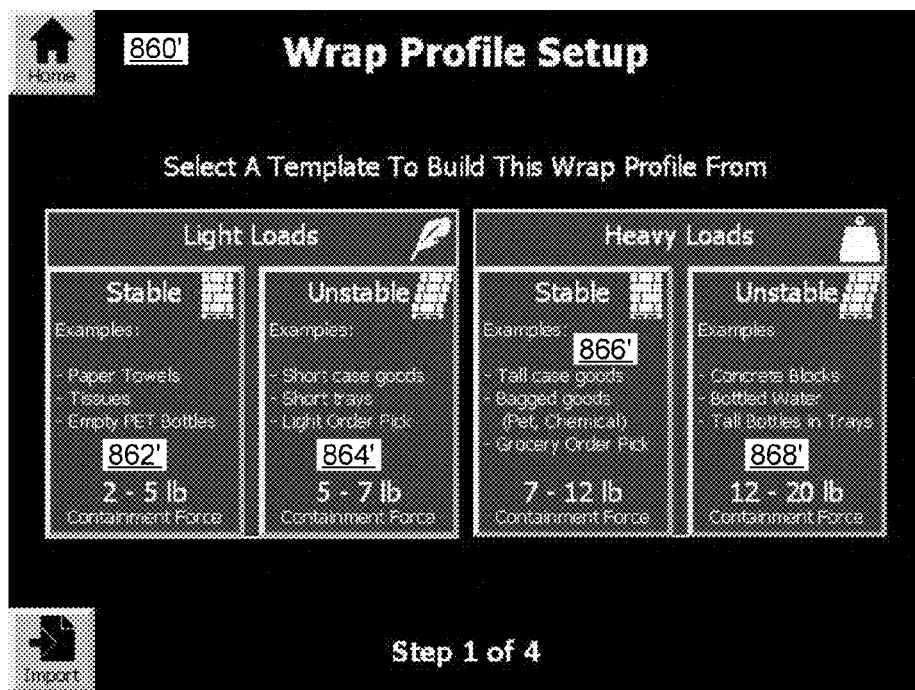 Home
860'
Wrap Profile Setup
Select A Template To Build This Wrap Profile From
Light Loads
Stable
Examples:
- Paper Towels
- Tissues
- Empty PET Bottles
862'
2 - 5 lb
Containment Force
Unstable
Examples:
- Short case goods
- Short trays
- Light Order Pick
864'
5 - 7 lb
Containment Force
Heavy Loads
Stable
Examples:
866'
- Tall case goods
- Bagged goods
(Pet, Chemical)
- Grocery Order Pick
7 - 12 lb
Containment Force
Unstable
Examples
- Concrete Blocks
- Bottled Water
- Tall Bottles in Trays
868'
12 - 20 lb
Containment Force
Import
Step 1 of 4